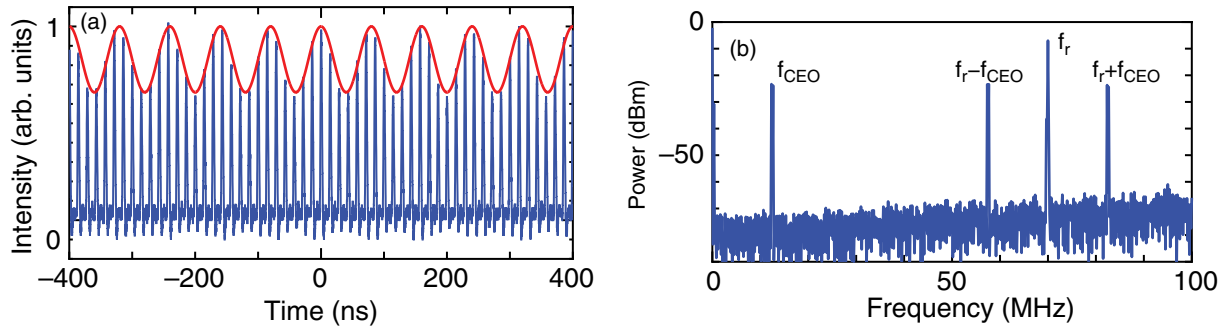 (a)
Intensity (arb. units)
1
0
−400
−200
0
200
400
Time (ns)
(b)
Power (dBm)
0
−50
f_CEO
f_r−f_CEO
f_r
f_r+f_CEO
0
50
100
Frequency (MHz)